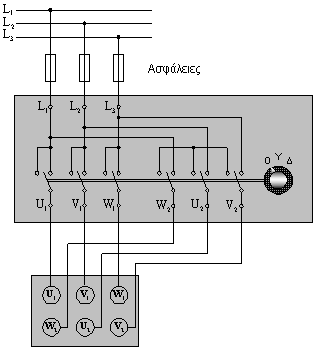 L₁
L₂
L₃
Ασφάλειες
L₁ L₂ L₃
Ο Υ Δ
U₁ V₁ W₁ W₂ U₂ V₂
U₁ V₁ W₁
W₂ U₂ V₂